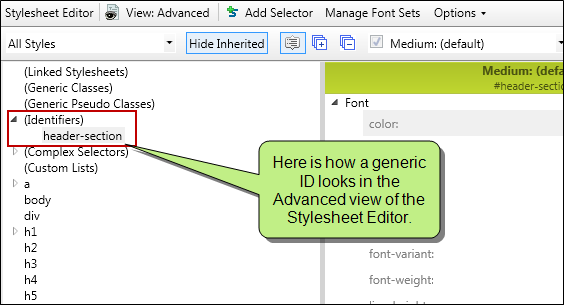 Stylesheet Editor View: Advanced Add Selector Manage Font Sets Options
All Styles Hide Inherited Medium: (default)
(Linked Stylesheets)
(Generic Classes)
(Generic Pseudo Classes)
(Identifiers)
header-section
(Complex Selectors)
(Custom Lists)
a
body
div
h1
h2
h3
h4
h5
Medium: (defa
#header-sectio
Font
color:
Here is how a generic
ID looks in the
Advanced view of the
Stylesheet Editor.
font-variant:
font-weight: